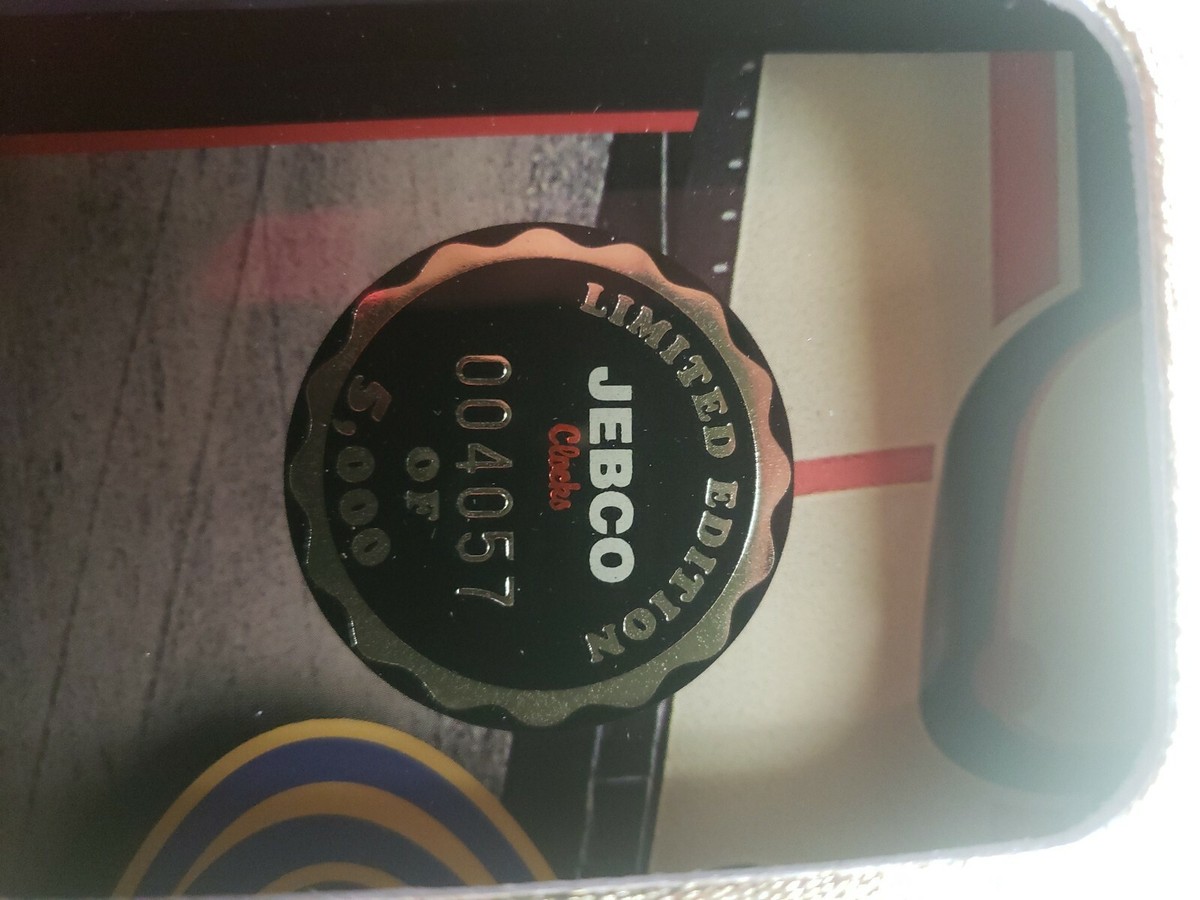 LIMITED EDITION
JEBCO
Clocks
004057
OF
5,000